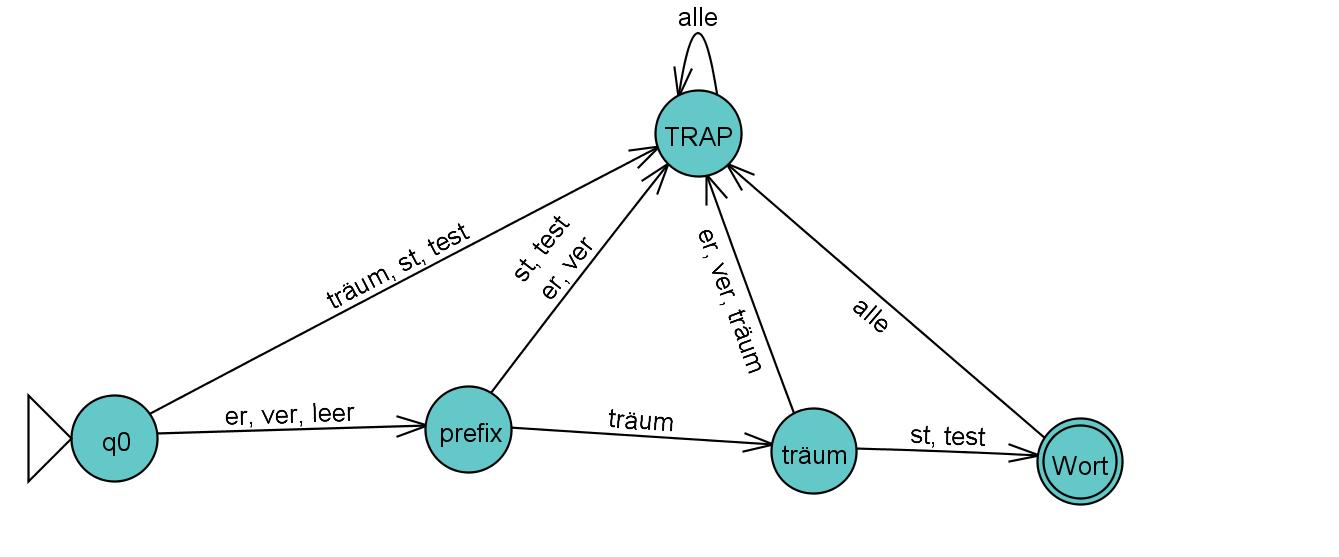 alle
TRAP
träum, st, test
st, test
er, ver
er, ver, träum
alle
q0
er, ver, leer
prefix
träum
träum
st, test
Wort